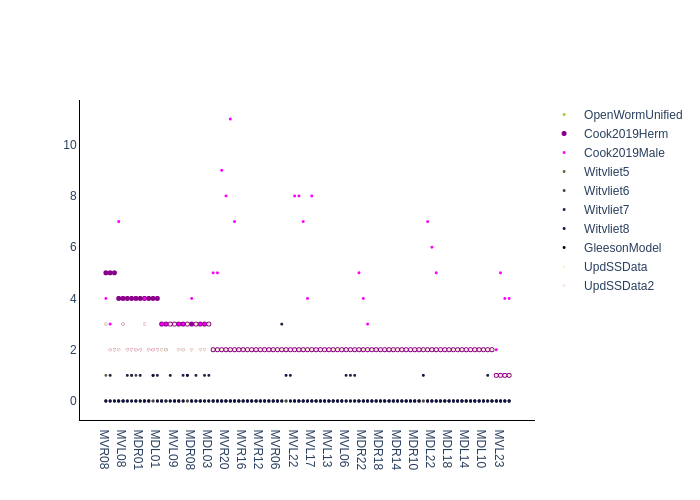 10
8
6
4
2
0
MVR08
MVL08
MDR01
MDL01
MVL09
MDR08
MDL03
MVR20
MVR16
MVR12
MVR06
MVL22
MVL17
MVL13
MVL06
MDR22
MDR18
MDR14
MDR10
MDL22
MDL18
MDL14
MDL10
MVL23
OpenWormUnified
Cook2019Herm
Cook2019Male
Witvliet5
Witvliet6
Witvliet7
Witvliet8
GleesonModel
UpdSSData
UpdSSData2